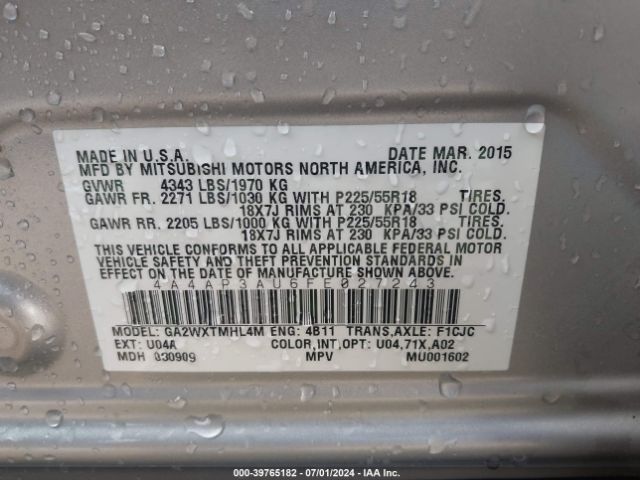 MADE IN U.S.A. DATE MAR. 2015
MFD BY MITSUBISHI MOTORS NORTH AMERICA, INC.
GVWR 4343 LBS/1970 KG
GAWR FR. 2271 LBS/1030 KG WITH P225/55R18 TIRES.
18X7J RIMS AT 230 KPA/33 PSI COLD.
GAWR RR. 2205 LBS/1000 KG WITH P225/55R18 TIRES.
18X7J RIMS AT 230 KPA/33 PSI COLD.
THIS VEHICLE CONFORMS TO ALL APPLICABLE FEDERAL MOTOR
VEHICLE SAFETY AND THEFT PREVENTION STANDARDS IN
EFFECT ON THE DATE OF MANUFACTURE SHOWN ABOVE.
4A4AP3AU6FE027243
MODEL: GA2WXTMHL4M ENG: 4B11 TRANS,AXLE: F1CJC
EXT: U04A COLOR,INT,OPT: U04,71X,A02
MDH 030909 MPV MU001602
000-39765182 - 07/01/2024 - IAA Inc.